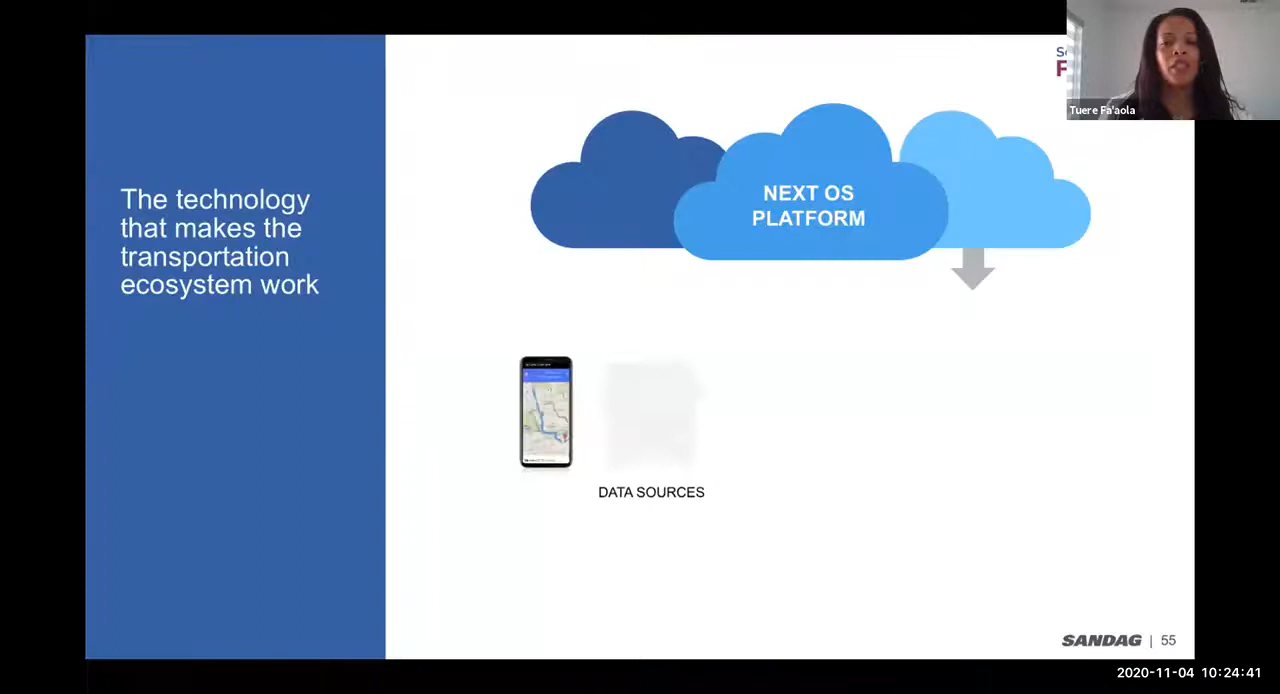 Tuere Fa'aola
The technology
that makes the
transportation
ecosystem work
NEXT OS
PLATFORM
DATA SOURCES
SANDAG | 55
2020-11-04 10:24:41